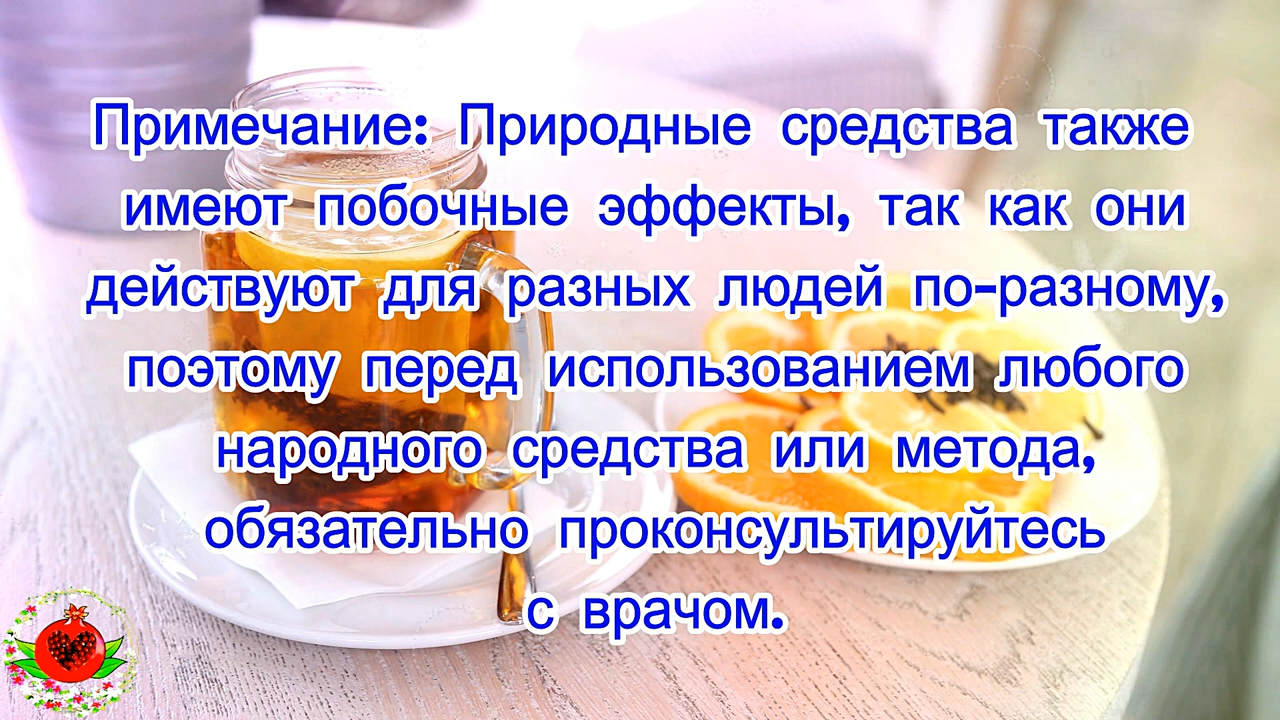 Примечание: Природные средства также
имеют побочные эффекты, так как они
действуют для разных людей по-разному,
поэтому перед использованием любого
народного средства или метода,
обязательно проконсультируйтесь
с врачом.